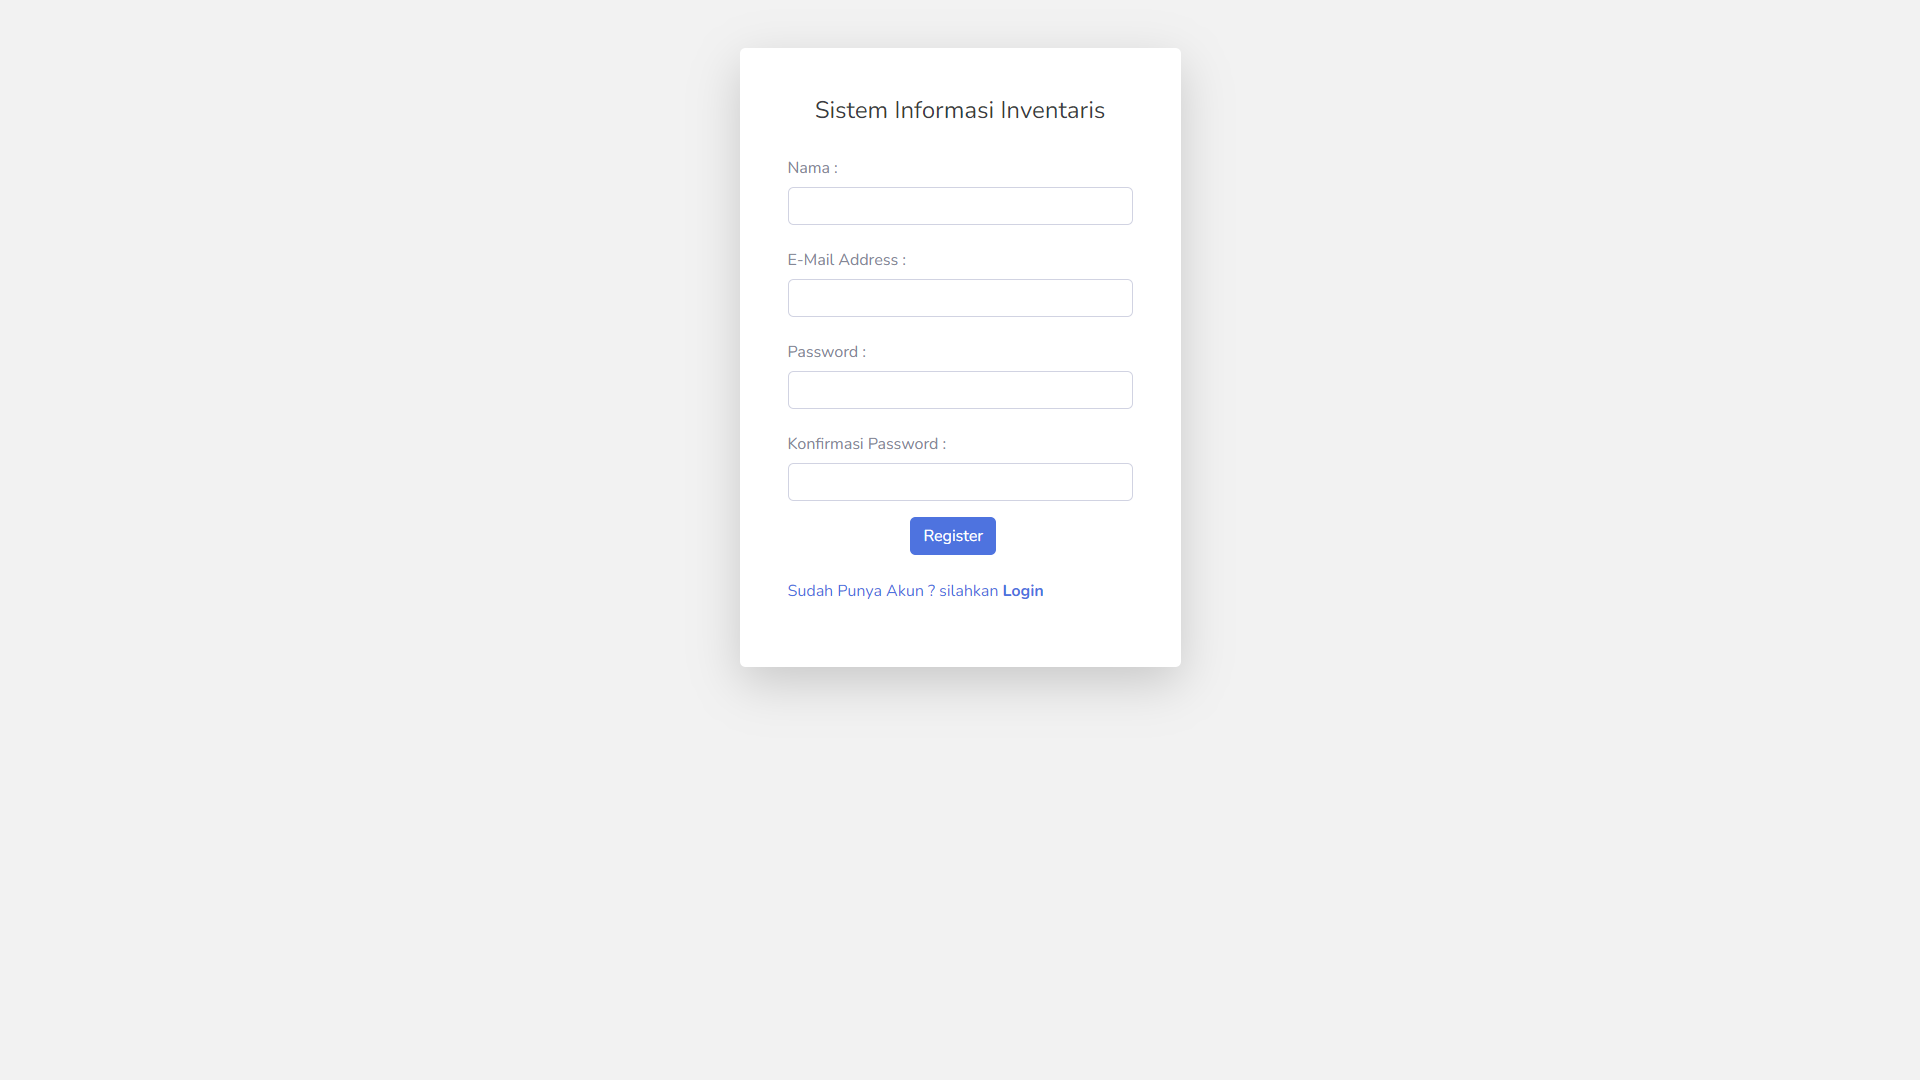 Sistem Informasi Inventaris
Nama :
E-Mail Address :
Password :
Konfirmasi Password :
Register
Sudah Punya Akun ? silahkan Login